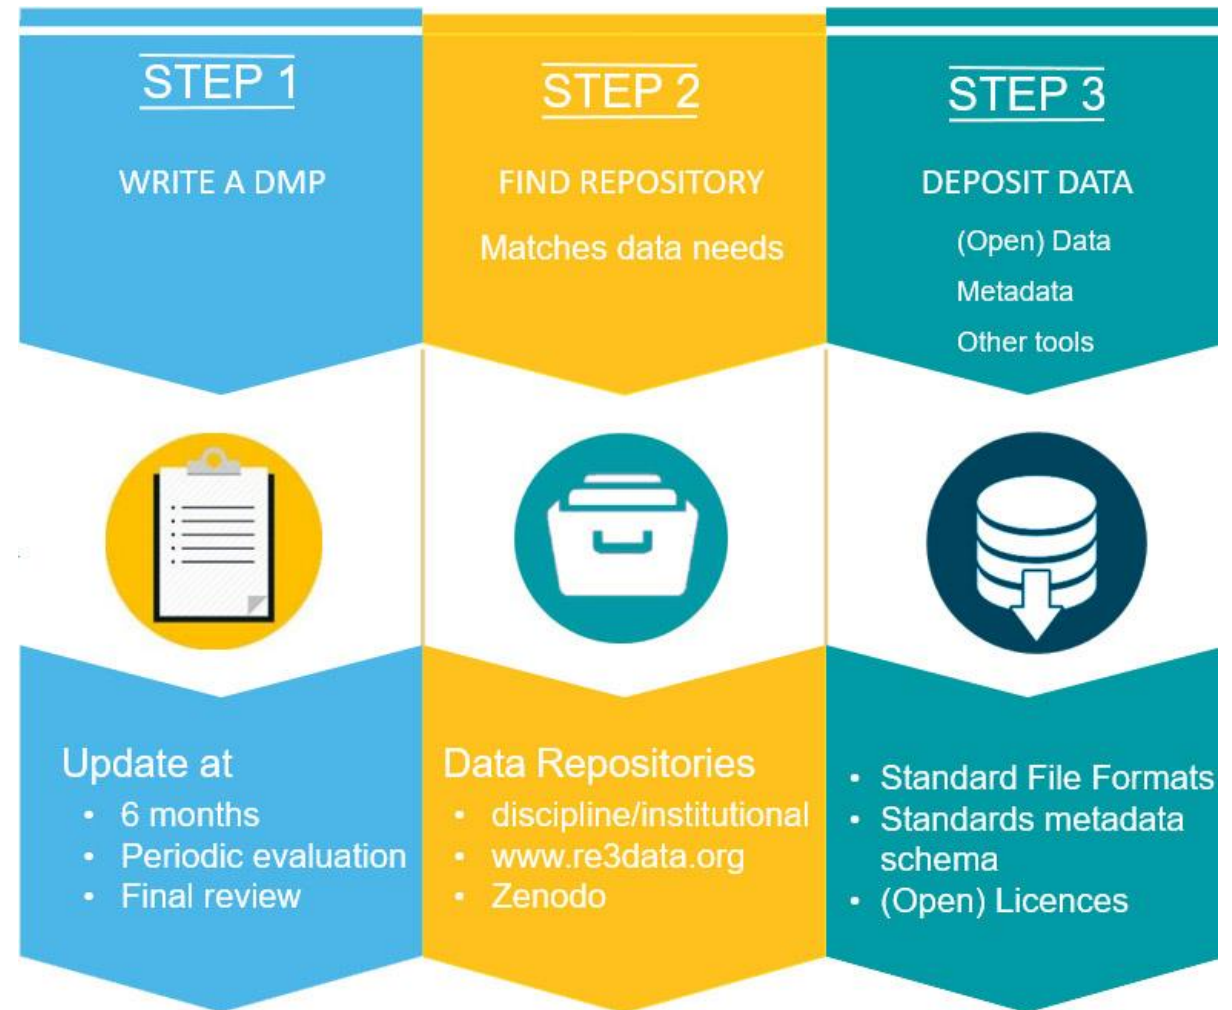 STEP 1
WRITE A DMP
Update at
• 6 months
• Periodic evaluation
• Final review
STEP 2
FIND REPOSITORY
Matches data needs
Data Repositories
• discipline/institutional
• www.re3data.org
• Zenodo
STEP 3
DEPOSIT DATA
(Open) Data
Metadata
Other tools
• Standard File Formats
• Standards metadata
schema
• (Open) Licences